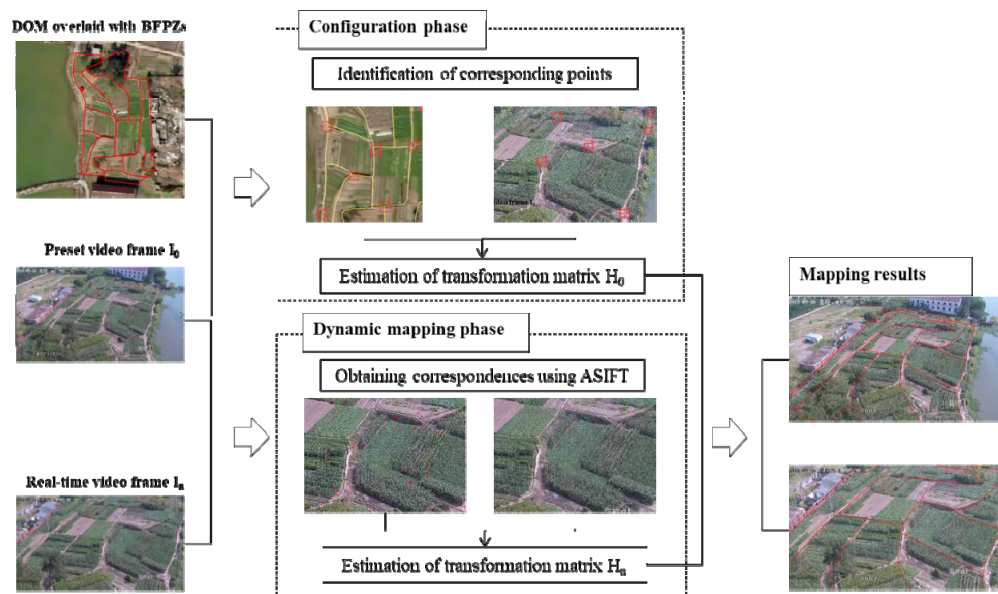 DOM overlaid with BFPZs
Configuration phase
Identification of corresponding points
Preset video frame I0
Estimation of transformation matrix H0
Mapping results
Dynamic mapping phase
Obtaining correspondences using ASIFT
Real-time video frame In
Estimation of transformation matrix Hn